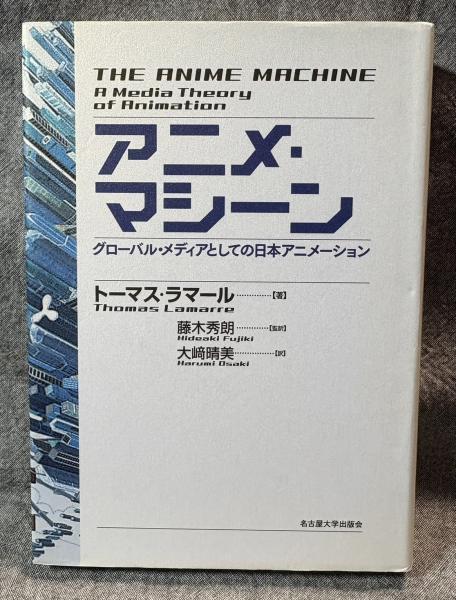 THE ANIME MACHINE
A Media Theory
of Animation
アニメ・
マシーン
グローバル・メディアとしての日本アニメーション
トーマス・ラマール…………【著】
Thomas Lamarre
藤木秀朗…………【監訳】
Hideaki Fujiki
大﨑晴美…………【訳】
Harumi Osaki
名古屋大学出版会